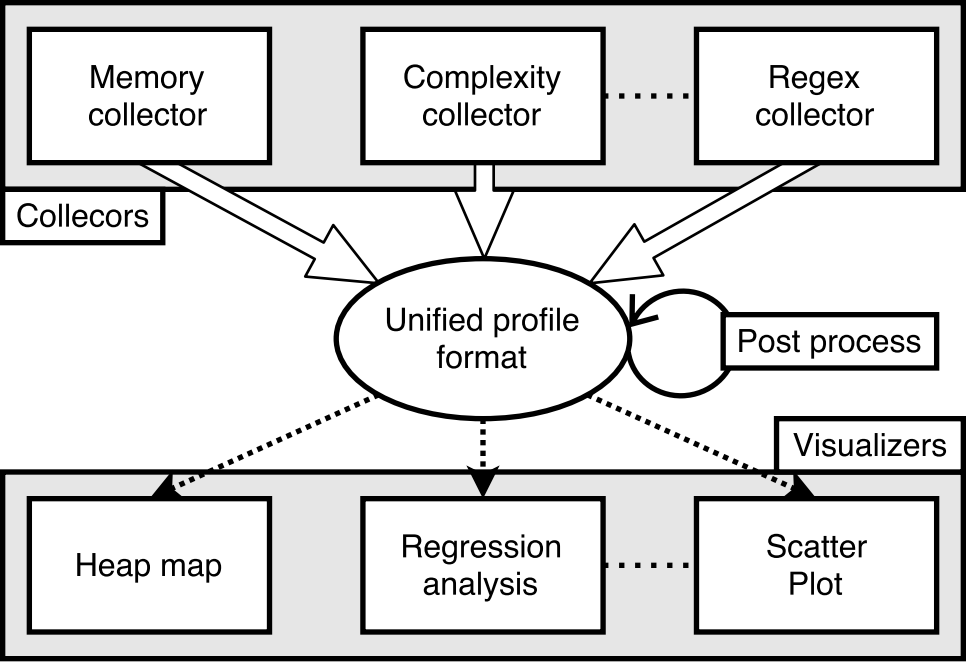 Memory
collector
Complexity
collector
Regex
collector
Collecors
Unified profile
format
Post process
Visualizers
Heap map
Regression
analysis
Scatter
Plot